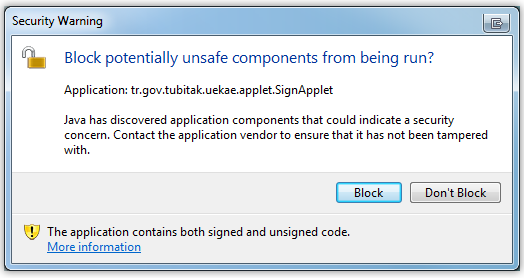 Security Warning
Block potentially unsafe components from being run?
Application: tr.gov.tubitak.uekae.applet.SignApplet
Java has discovered application components that could indicate a security
concern. Contact the application vendor to ensure that it has not been tampered
with.
Block Don't Block
The application contains both signed and unsigned code.
More information